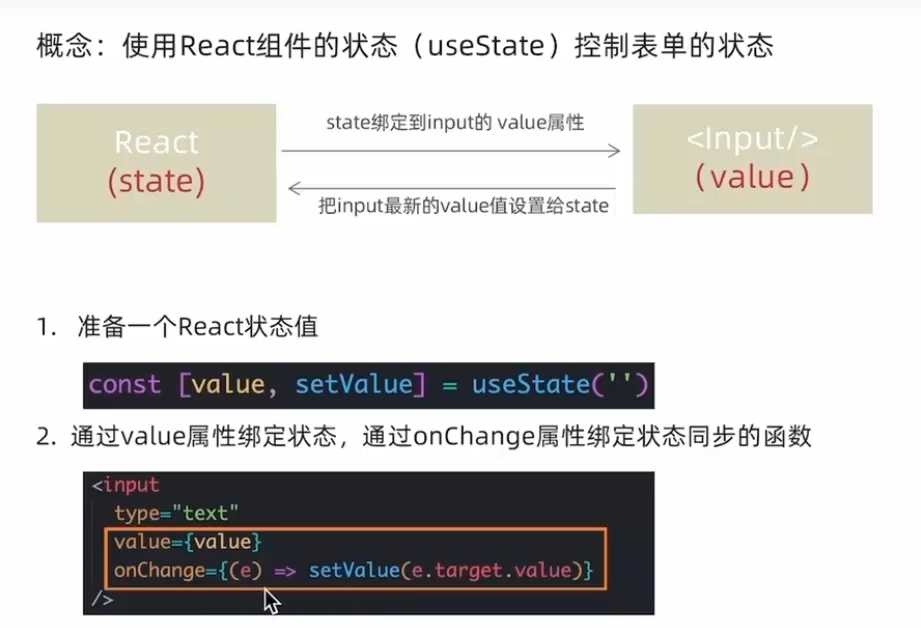 概念：使用React组件的状态（useState）控制表单的状态
React
(state)
state绑定到input的 value属性
把input最新的value值设置给state
<Input/>
(value)
1. 准备一个React状态值
const [value, setValue] = useState('')
2. 通过value属性绑定状态，通过onChange属性绑定状态同步的函数
<input
type="text"
value={value}
onChange={(e) => setValue(e.target.value)}
/>